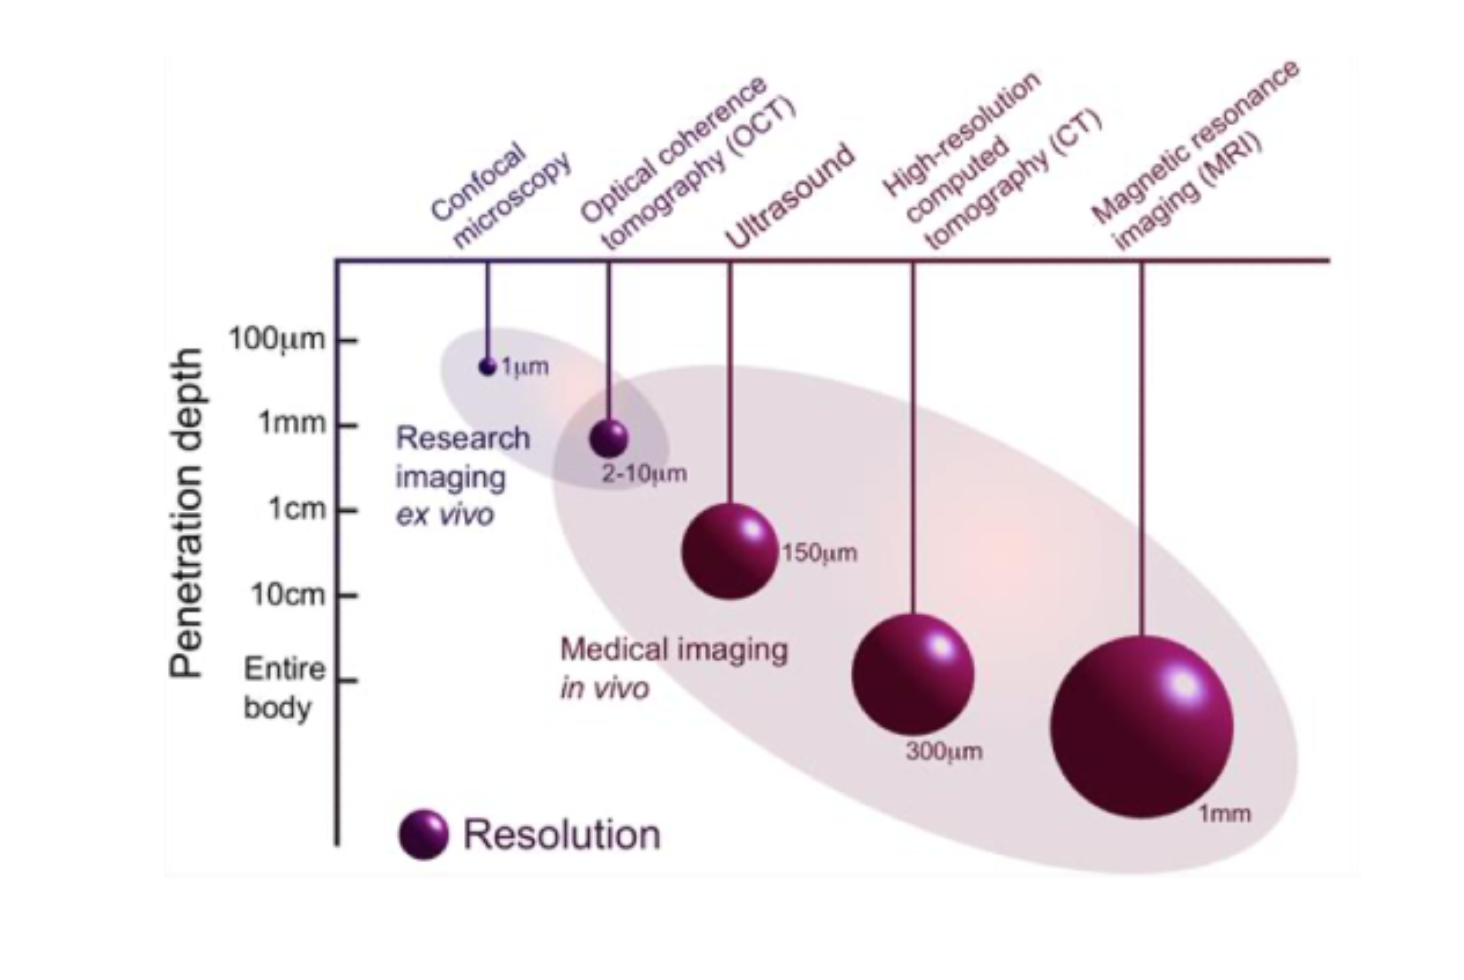 Confocal
microscopy
Optical coherence
tomography (OCT)
Ultrasound
High-resolution
computed
tomography (CT)
Magnetic resonance
imaging (MRI)
Penetration depth
100μm
1mm
1cm
10cm
Entire
body
1μm
2-10μm
150μm
300μm
1mm
Research
imaging
ex vivo
Medical imaging
in vivo
Resolution